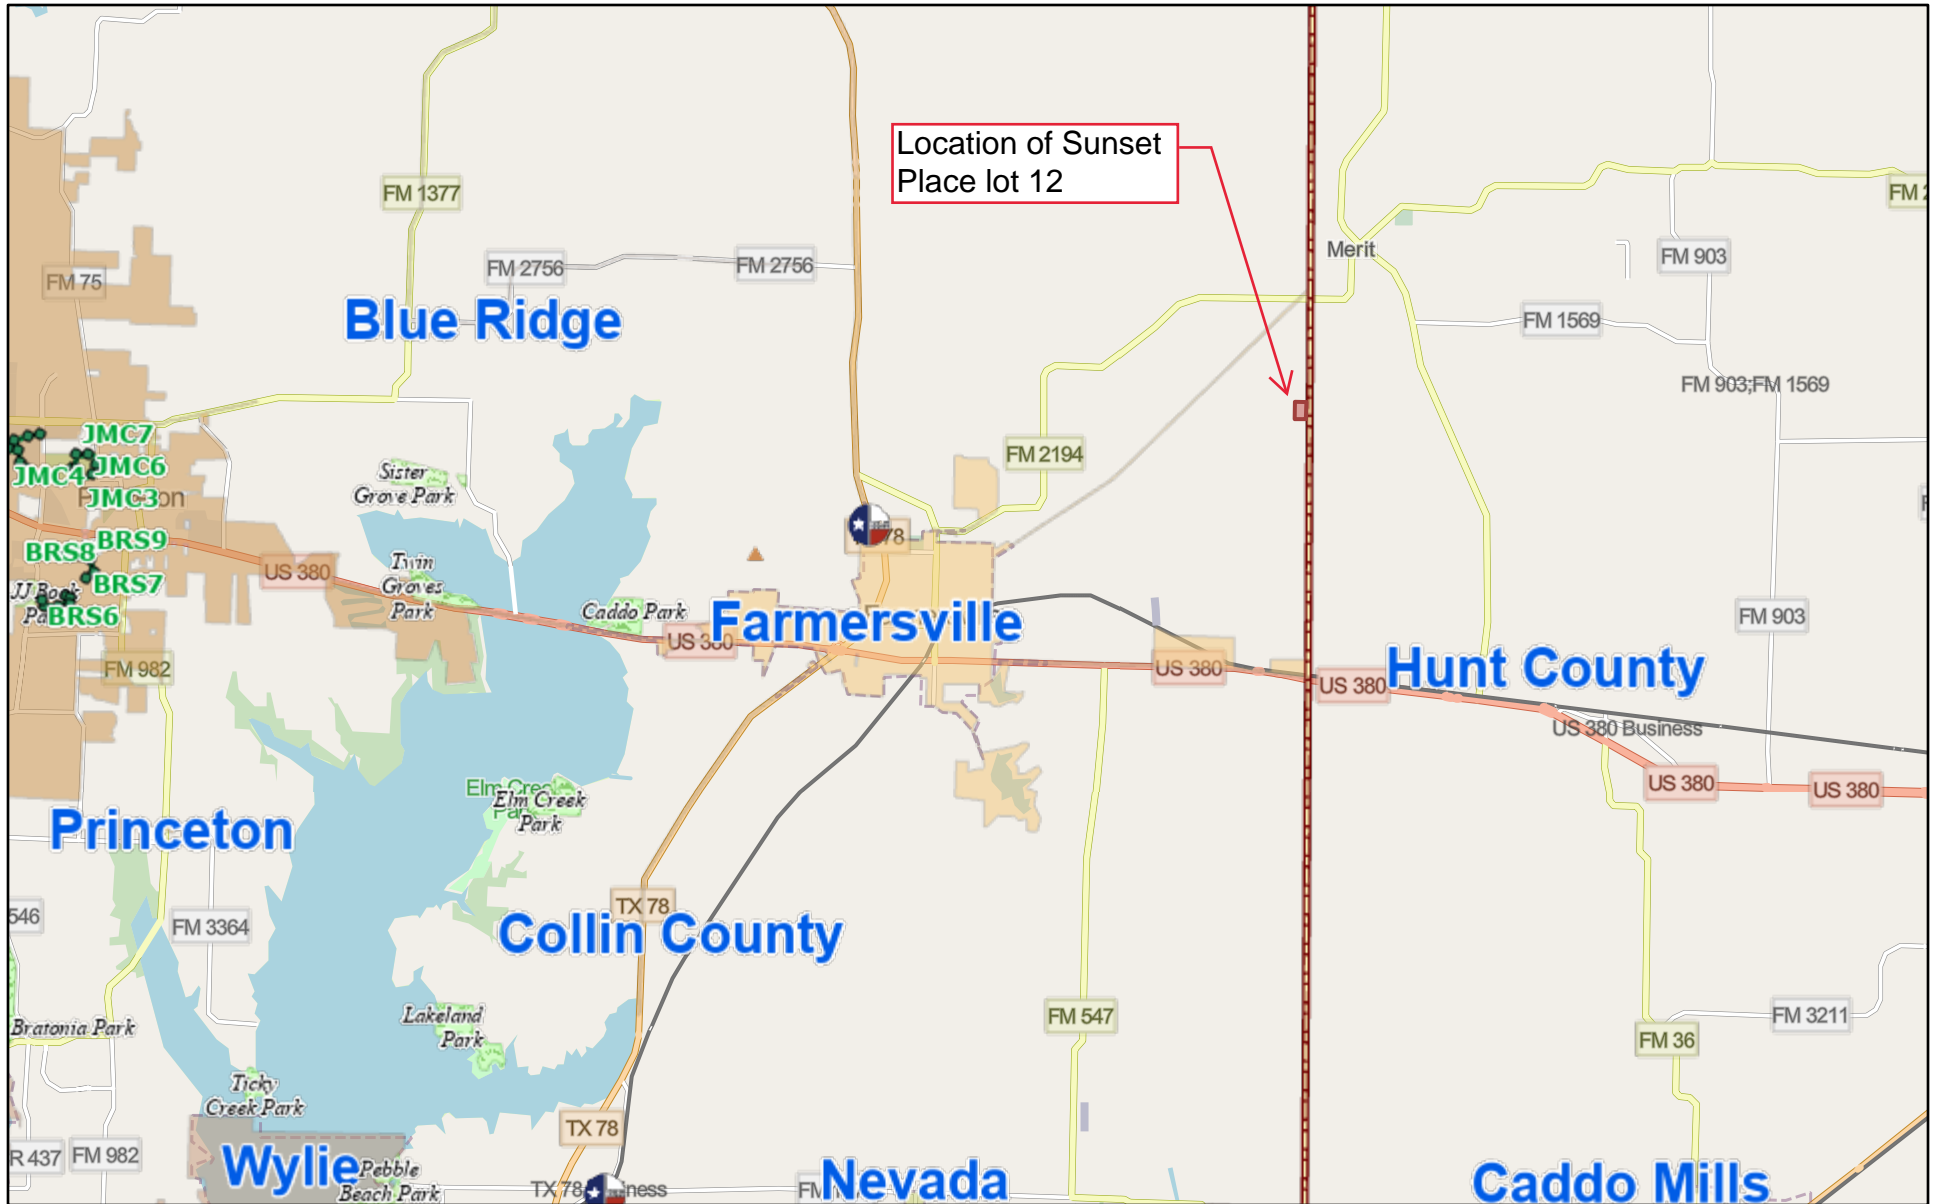 Location of Sunset
Place lot 12
FM 1377
FM 2756
FM 2756
FM 75
Blue Ridge
Merit
FM 903
FM 1569
FM 903;FM 1569
JMC7
JMC4
JMC6
JMC3
Sister
Grove Park
FM 2194
BRS9
BRS8
BRS7
BRS6
US 380
Twin
Groves
Park
Caddo Park
US 380
Farmersville
US 380
US 380
Hunt County
FM 903
FM 982
US 380 Business
US 380
US 380
Elm Creek
Park
Princeton
546
FM 3364
TX 78
Collin County
Lakeland
Park
FM 547
FM 3211
FM 36
Bratonia Park
Ticky
Creek Park
TX 78
R 437
FM 982
Wylie
Pebble
Beach Park
TX 78
Nevada
Caddo Mills